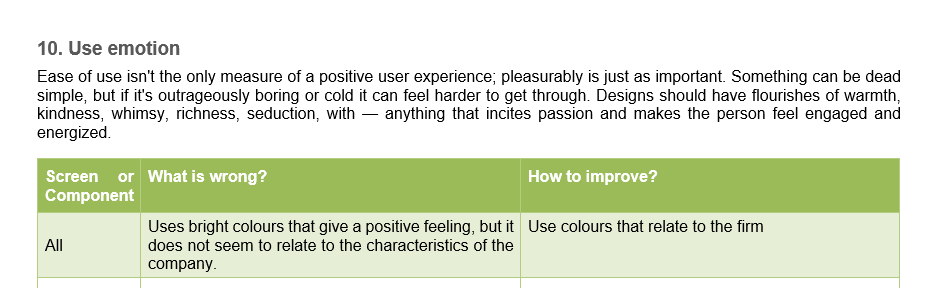 10. Use emotion
Ease of use isn't the only measure of a positive user experience; pleasurably is just as important. Something can be dead
simple, but if it's outrageously boring or cold it can feel harder to get through. Designs should have flourishes of warmth,
kindness, whimsy, richness, seduction, with — anything that incites passion and makes the person feel engaged and
energized.
Screen or
Component
What is wrong?
How to improve?
All
Uses bright colours that give a positive feeling, but it
does not seem to relate to the characteristics of the
company.
Use colours that relate to the firm